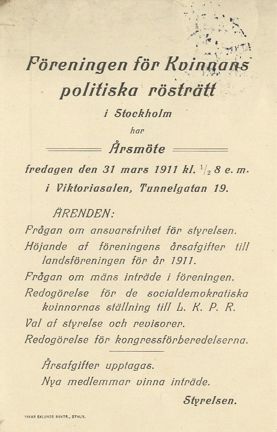 Föreningen för Kvinnans
politiska rösträtt
i Stockholm
har
Årsmöte
fredagen den 31 mars 1911 kl. 1/2 8 e. m.
i Viktoriasalen, Tunnelgatan 19.
ÄRENDEN:
Frågan om ansvarsfrihet för styrelsen.
Höjande af föreningens årsafgifter till
landsföreningen för år 1911.
Frågan om mäns inträde i föreningen.
Redogörelse för de socialdemokratiska
kvinnornas ställning till L. K. P. R.
Val af styrelse och revisorer.
Redogörelse för kongressförberedelserna.
Årsafgifter upptagas.
Nya medlemmar vinna inträde.
Styrelsen.
EKLUNDS BOKTR., STHLM.